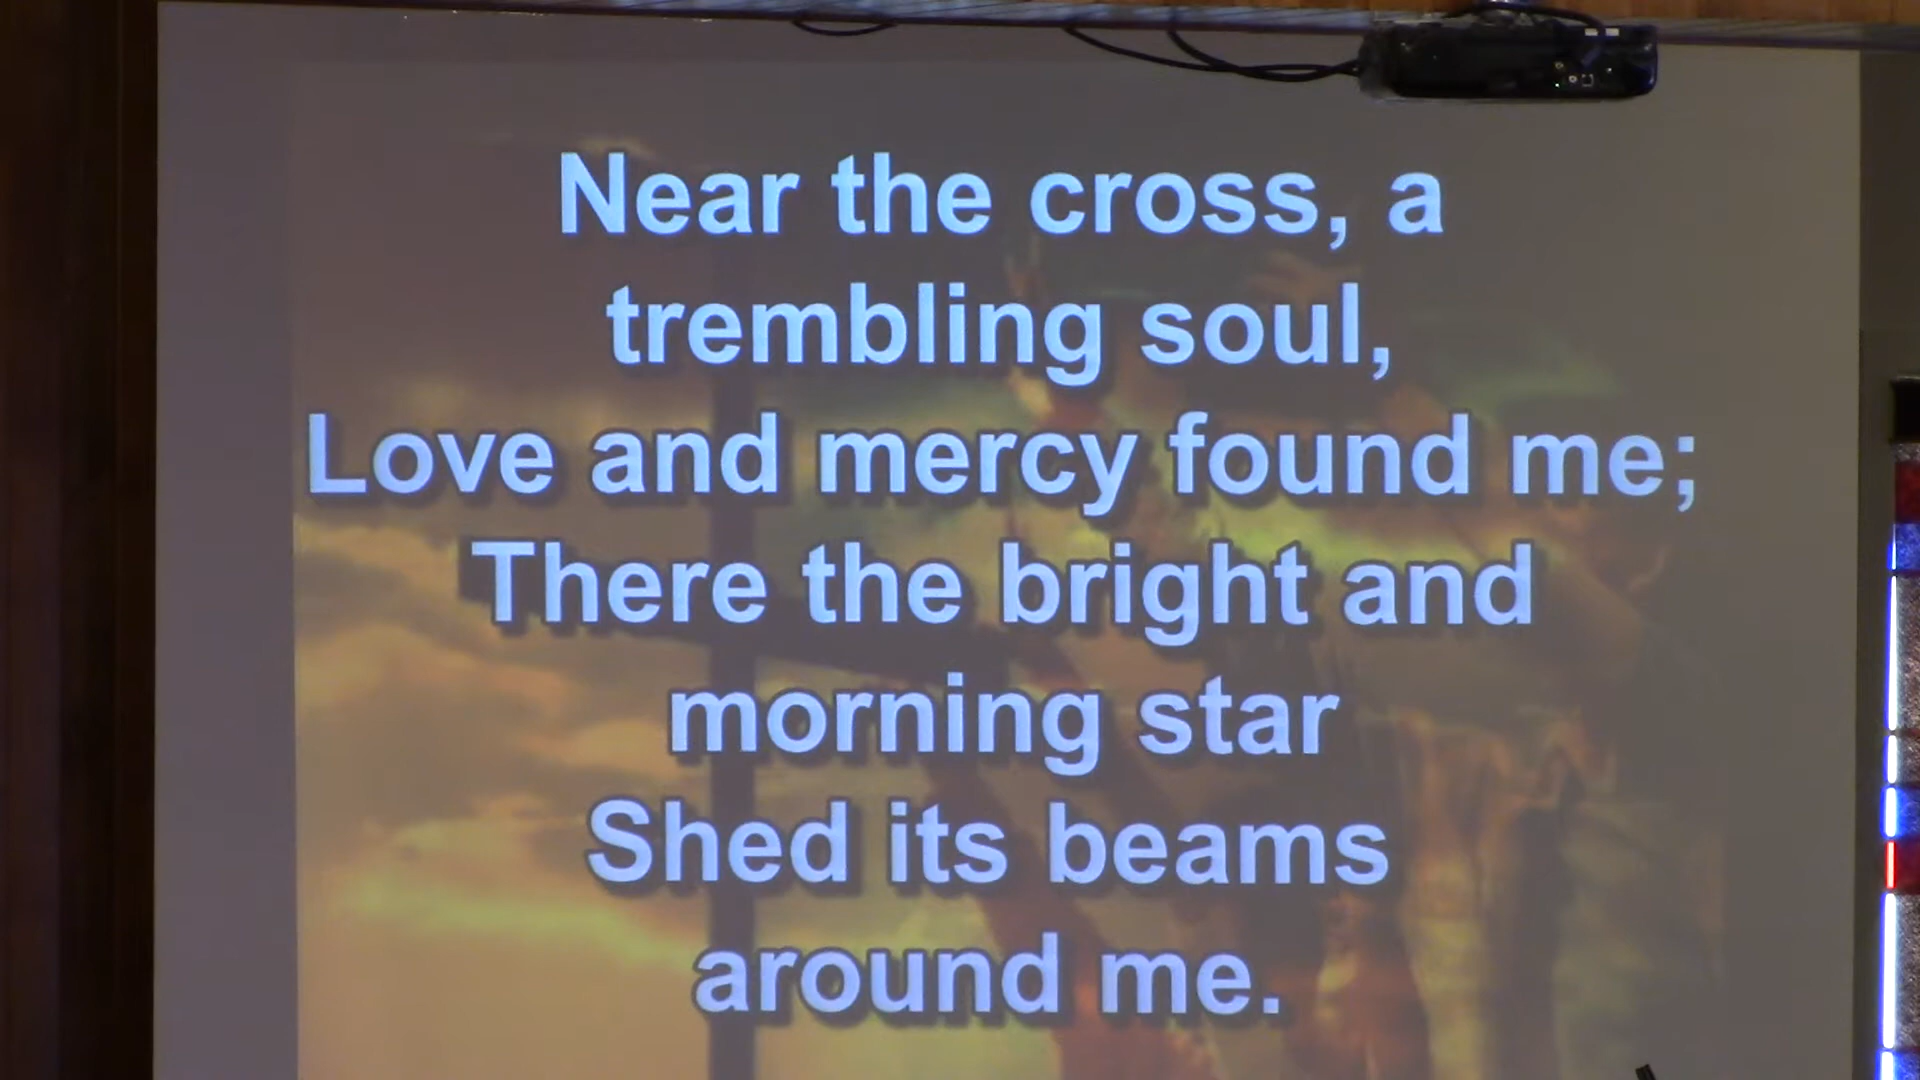 Near the cross, a
trembling soul,
Love and mercy found me;
There the bright and
morning star
Shed its beams
around me.